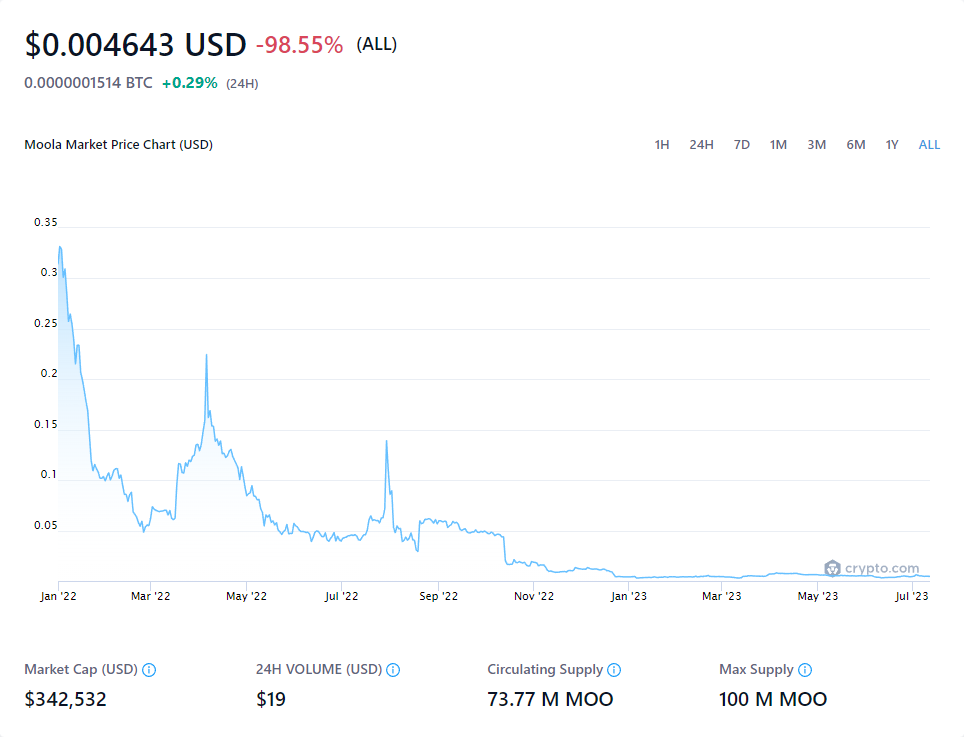 $0.004643 USD -98.55% (ALL)
0.0000001514 BTC +0.29% (24H)
Moola Market Price Chart (USD) 1H 24H 7D 1M 3M 6M 1Y ALL
0.35
0.3
0.25
0.2
0.15
0.1
0.05
crypto.com
Jan '22 Mar '22 May '22 Jul '22 Sep '22 Nov '22 Jan '23 Mar '23 May '23 Jul '23
Market Cap (USD) 24H VOLUME (USD) Circulating Supply Max Supply
$342,532 $19 73.77 M MOO 100 M MOO